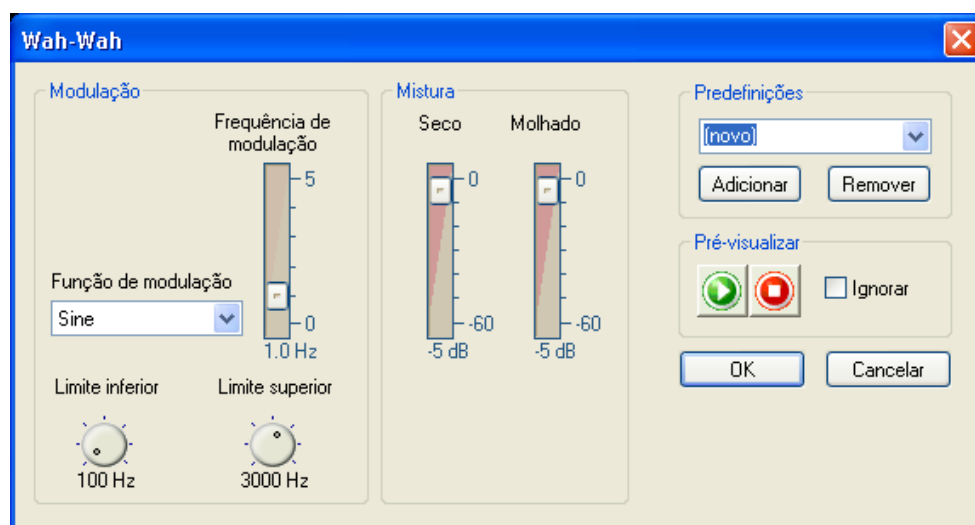 Wah-Wah
Modulação
Frequência de
modulação
5
0
1.0 Hz
Função de modulação
Sine
Limite inferior
100 Hz
Limite superior
3000 Hz
Mistura
Seco
0
-60
-5 dB
Molhado
0
-60
-5 dB
Predefinições
(novo)
Adicionar
Remover
Pré-visualizar
Ignorar
OK
Cancelar